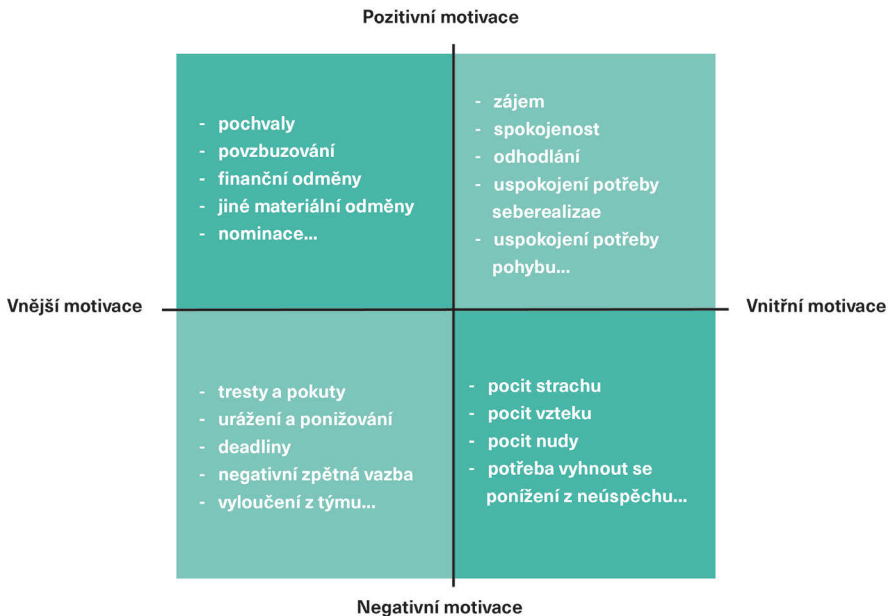 Pozitivní motivace
- pochvaly
- povzbuzování
- finanční odměny
- jiné materiální odměny
- nominace...
- zájem
- spokojenost
- odhodlání
- uspokojení potřeby
seberealizae
- uspokojení potřeby
pohybu...
Vnější motivace
Vnitřní motivace
- tresty a pokuty
- urážení a ponižování
- deadliny
- negativní zpětná vazba
- vyloučení z týmu...
- pocit strachu
- pocit vzteku
- pocit nudy
- potřeba vyhnout se
ponížení z neúspěchu...
Negativní motivace